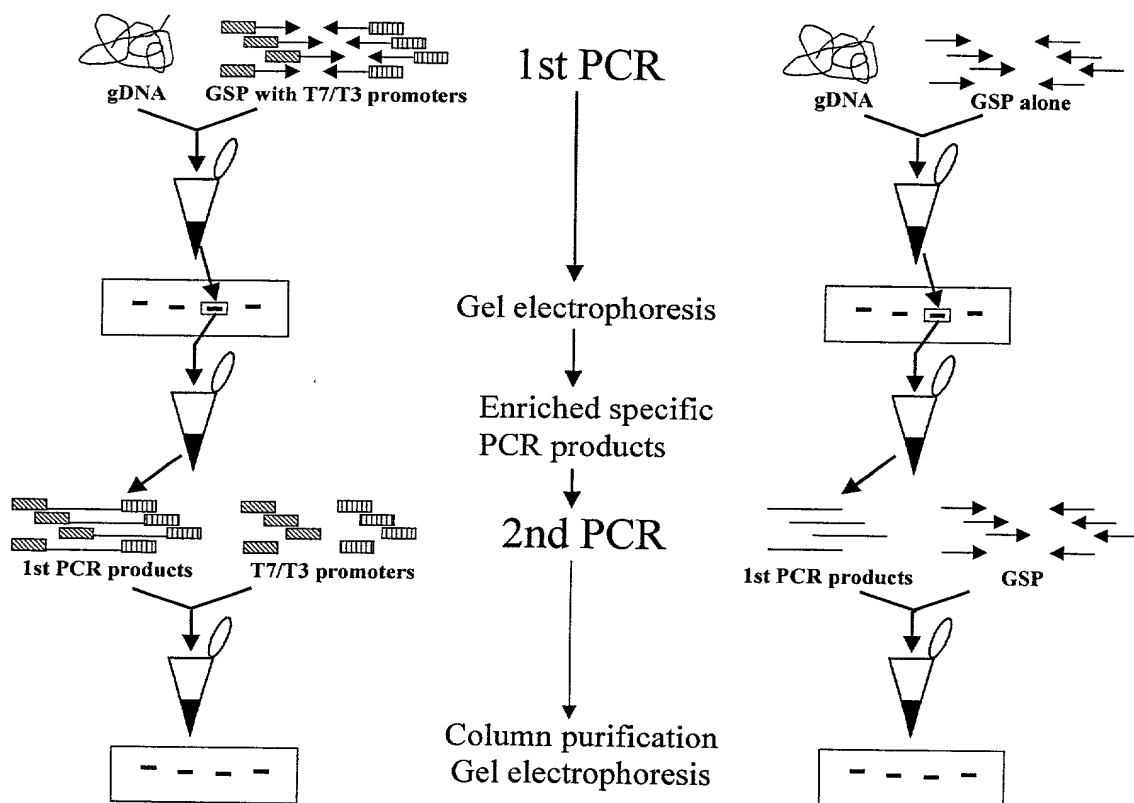 1st PCR
gDNA
GSP with T7/T3 promoters
gDNA
GSP alone
Gel electrophoresis
Enriched specific
PCR products
2nd PCR
1st PCR products
T7/T3 promoters
1st PCR products
GSP
Column purification
Gel electrophoresis